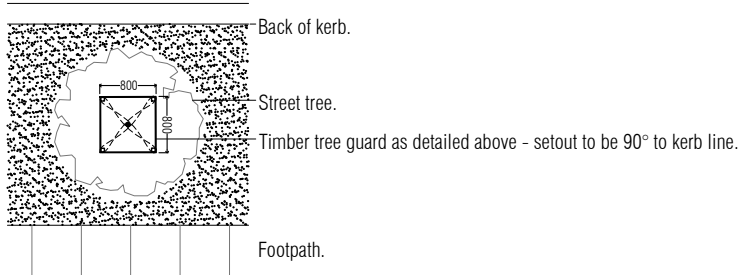 Back of kerb.
800
Street tree.
800
Timber tree guard as detailed above - setout to be 90° to kerb line.
Footpath.